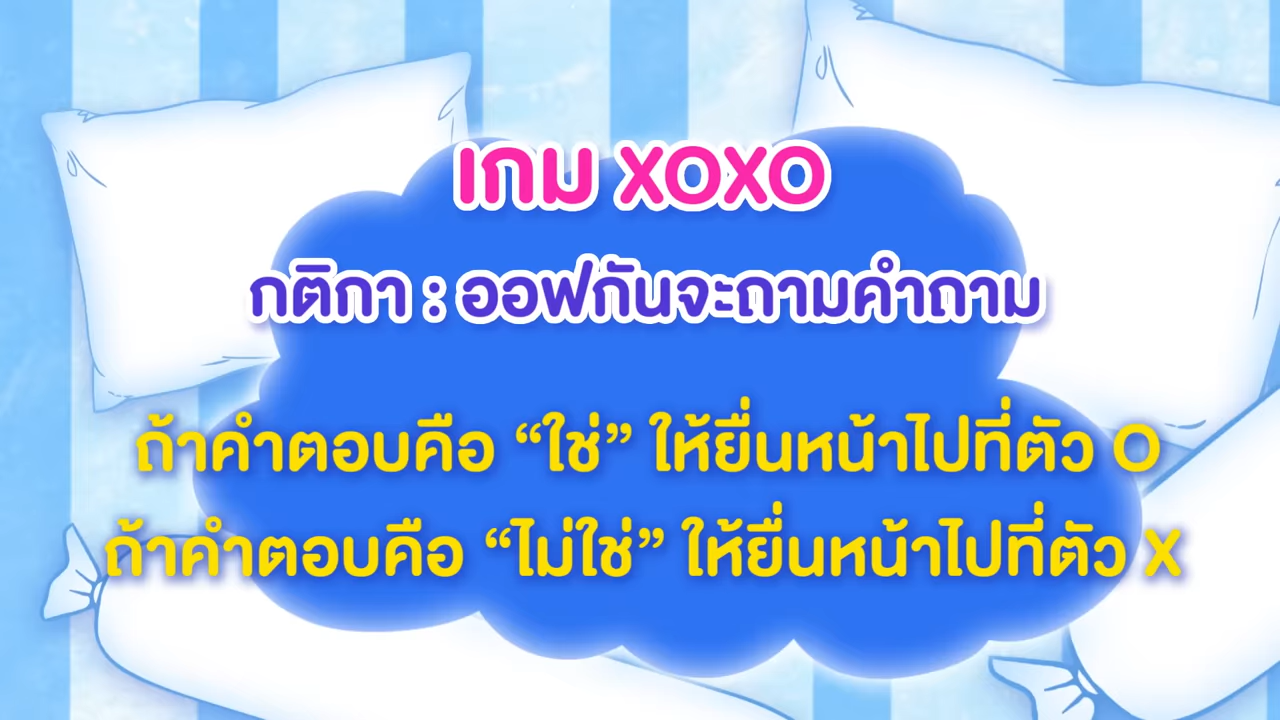 เกม XOXO
กติกา : ออฟกันจะถามคำถาม
ถ้าคำตอบคือ “ใช่” ให้ยื่นหน้าไปที่ตัว O
ถ้าคำตอบคือ “ไม่ใช่” ให้ยื่นหน้าไปที่ตัว X